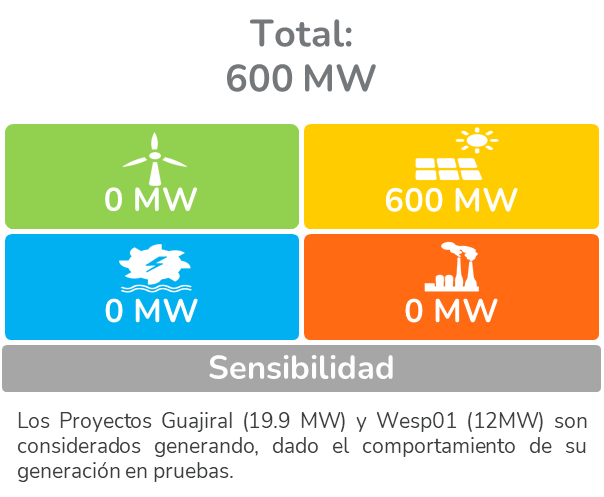 Total:
600 MW
0 MW
600 MW
0 MW
0 MW
Sensibilidad
Los Proyectos Guajiral (19.9 MW) y Wesp01 (12MW) son
considerados generando, dado el comportamiento de su
generación en pruebas.